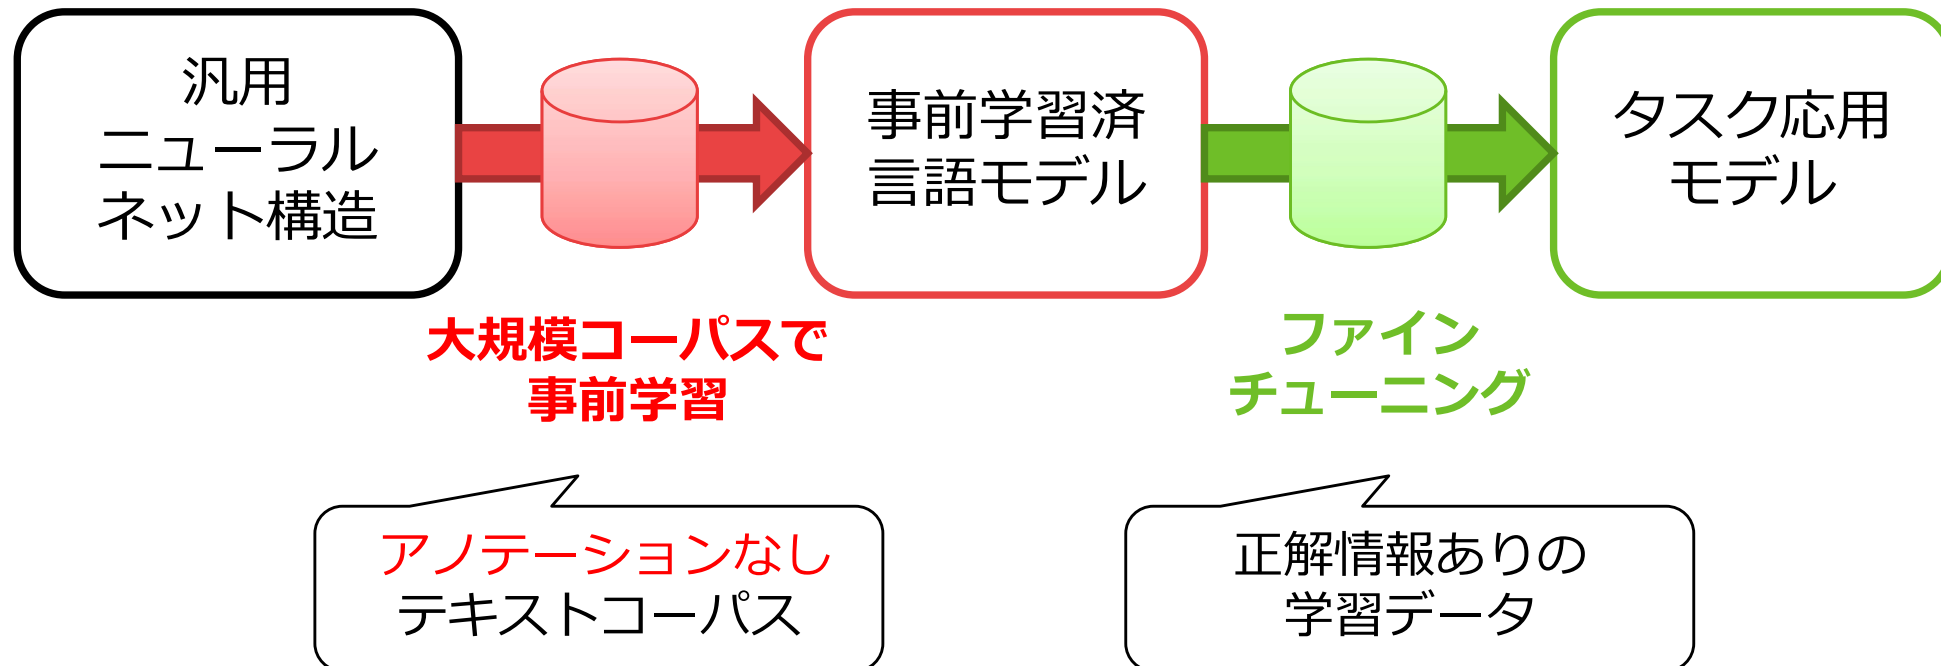 汎用
ニューラル
ネット構造
事前学習済
言語モデル
タスク応用
モデル
大規模コーパスで
事前学習
ファイン
チューニング
アノテーションなし
テキストコーパス
正解情報ありの
学習データ